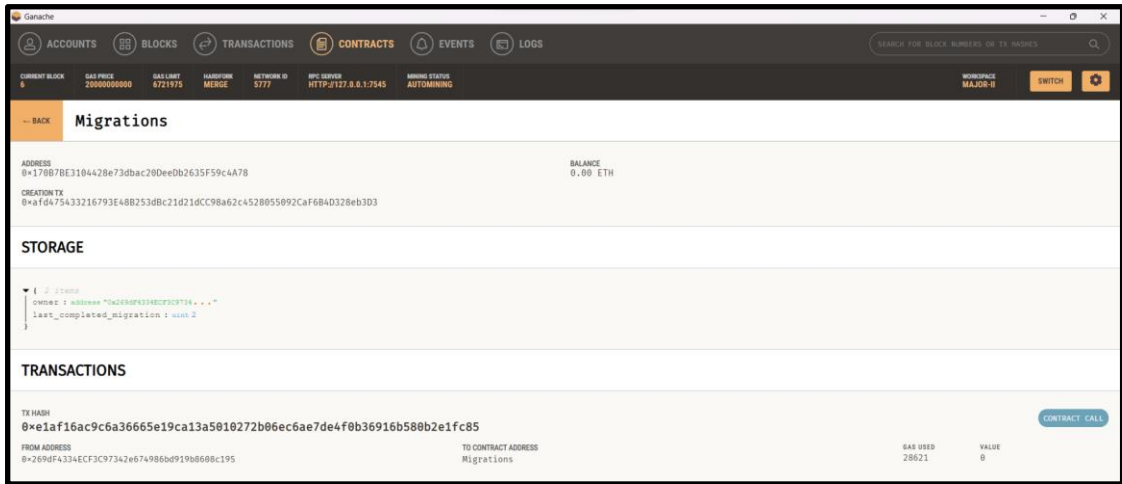 Ganache
ACCOUNTS BLOCKS TRANSACTIONS CONTRACTS EVENTS LOGS SEARCH FOR BLOCK NUMBERS OR TX HASHES
CURRENT BLOCK GAS PRICE GAS LIMIT HARDFORK NETWORK ID RPC SERVER MINING STATUS WORKSPACE
6 20000000000 6721975 MERGE 5777 HTTP://127.0.0.1:7545 AUTOMINING MAJOR-II SWITCH
← BACK Migrations
ADDRESS BALANCE
0×170B7BE3104428e73dbac20DeeDb2635F59c4A78 0.00 ETH
CREATION TX
0×afd475433216793E48B253dBc21d21dCC98a62c4528055092CaF6B4D328eb3D3
STORAGE
▼ { 2 items
owner : address "0x269dF4334ECF3C9734..."
last_completed_migration : uint 2
}
TRANSACTIONS
TX HASH
0×e1af16ac9c6a36665e19ca13a5010272b06ec6ae7de4f0b36916b580b2e1fc85 CONTRACT CALL
FROM ADDRESS TO CONTRACT ADDRESS GAS USED VALUE
0×269dF4334ECF3C97342e674986bd919b8608c195 Migrations 28621 0